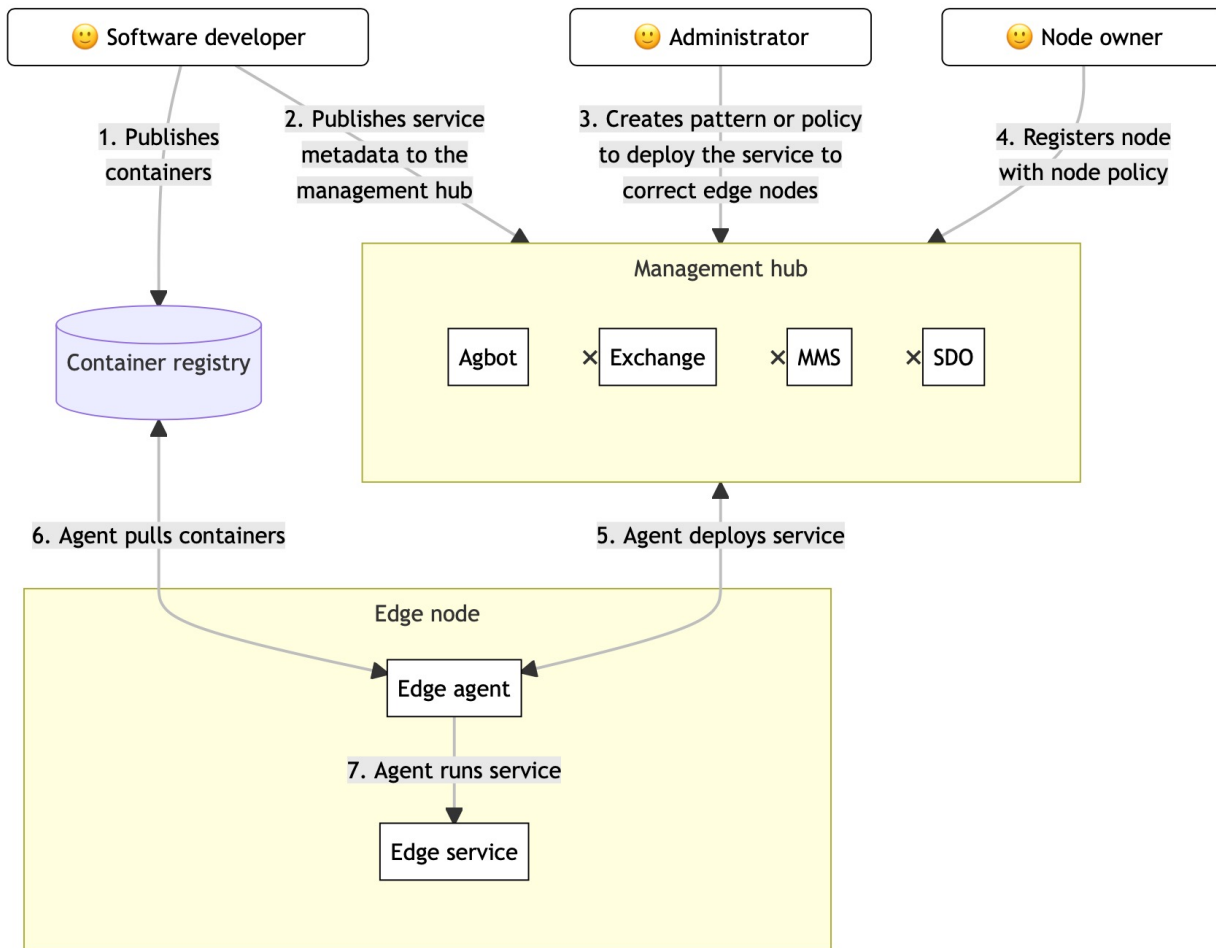 🙂 Software developer
🙂 Administrator
🙂 Node owner
1. Publishes
containers
2. Publishes service
metadata to the
management hub
3. Creates pattern or policy
to deploy the service to
correct edge nodes
4. Registers node
with node policy
Management hub
Agbot
Exchange
MMS
SDO
Container registry
6. Agent pulls containers
5. Agent deploys service
Edge node
Edge agent
7. Agent runs service
Edge service